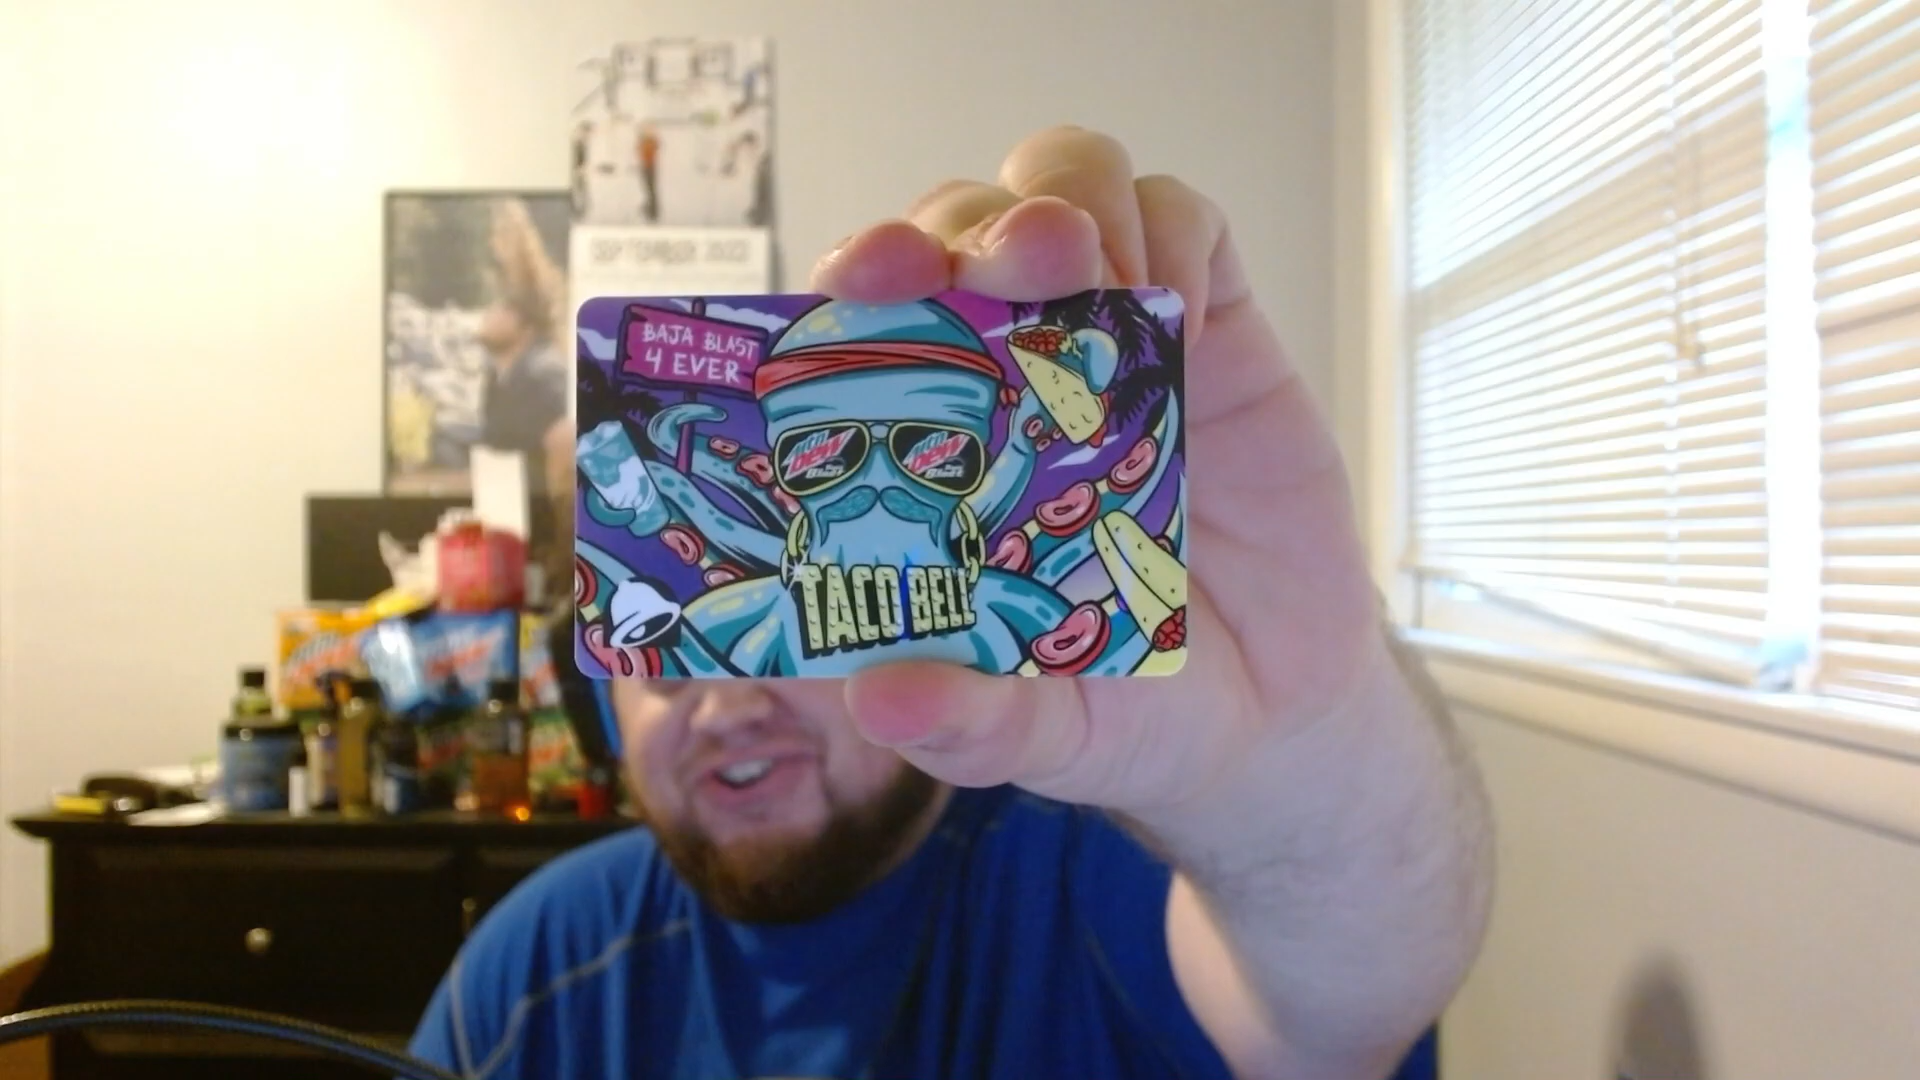 SEPTEMBER 2022
BAJA BLAST
4 EVER
MTN
DEW
Baja
Blast
MTN
DEW
Baja
Blast
TACO BELL